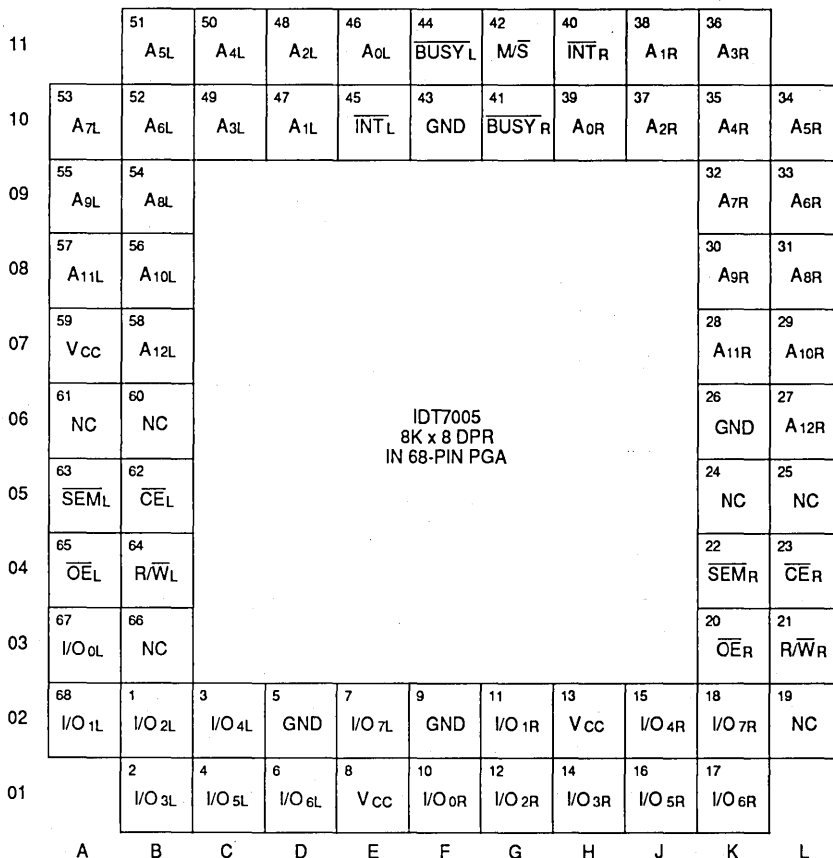 11 51 50 48 46 44 42 40 38 36
A5L A4L A2L A0L BUSYL M/S INTR A1R A3R
10 53 52 49 47 45 43 41 39 37 35 34
A7L A6L A3L A1L INTL GND BUSYR A0R A2R A4R A5R
09 55 54 32 33
A9L A8L A7R A6R
08 57 56 30 31
A11L A10L A9R A8R
07 59 58 28 29
VCC A12L A11R A10R
06 61 60 26 27
NC NC GND A12R
IDT7005
8K x 8 DPR
IN 68-PIN PGA
05 63 62 24 25
SEML CEL NC NC
04 65 64 22 23
OEL R/WL SEMR CER
03 67 66 20 21
I/O0L NC OER R/WR
02 68 1 3 5 7 9 11 13 15 18 19
I/O1L I/O2L I/O4L GND I/O7L GND I/O1R VCC I/O4R I/O7R NC
01 2 4 6 8 10 12 14 16 17
I/O3L I/O5L I/O6L VCC I/O0R I/O2R I/O3R I/O5R I/O6R
A B C D E F G H J K L